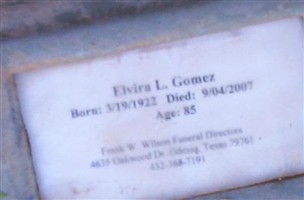 Elvira L. Gomez
Born: 3/19/1922 Died: 9/04/2007
Age: 85
Frank W. Wilson Funeral Directors
4635 Oakwood Dr. Odessa, Texas 79761
432-368-7191